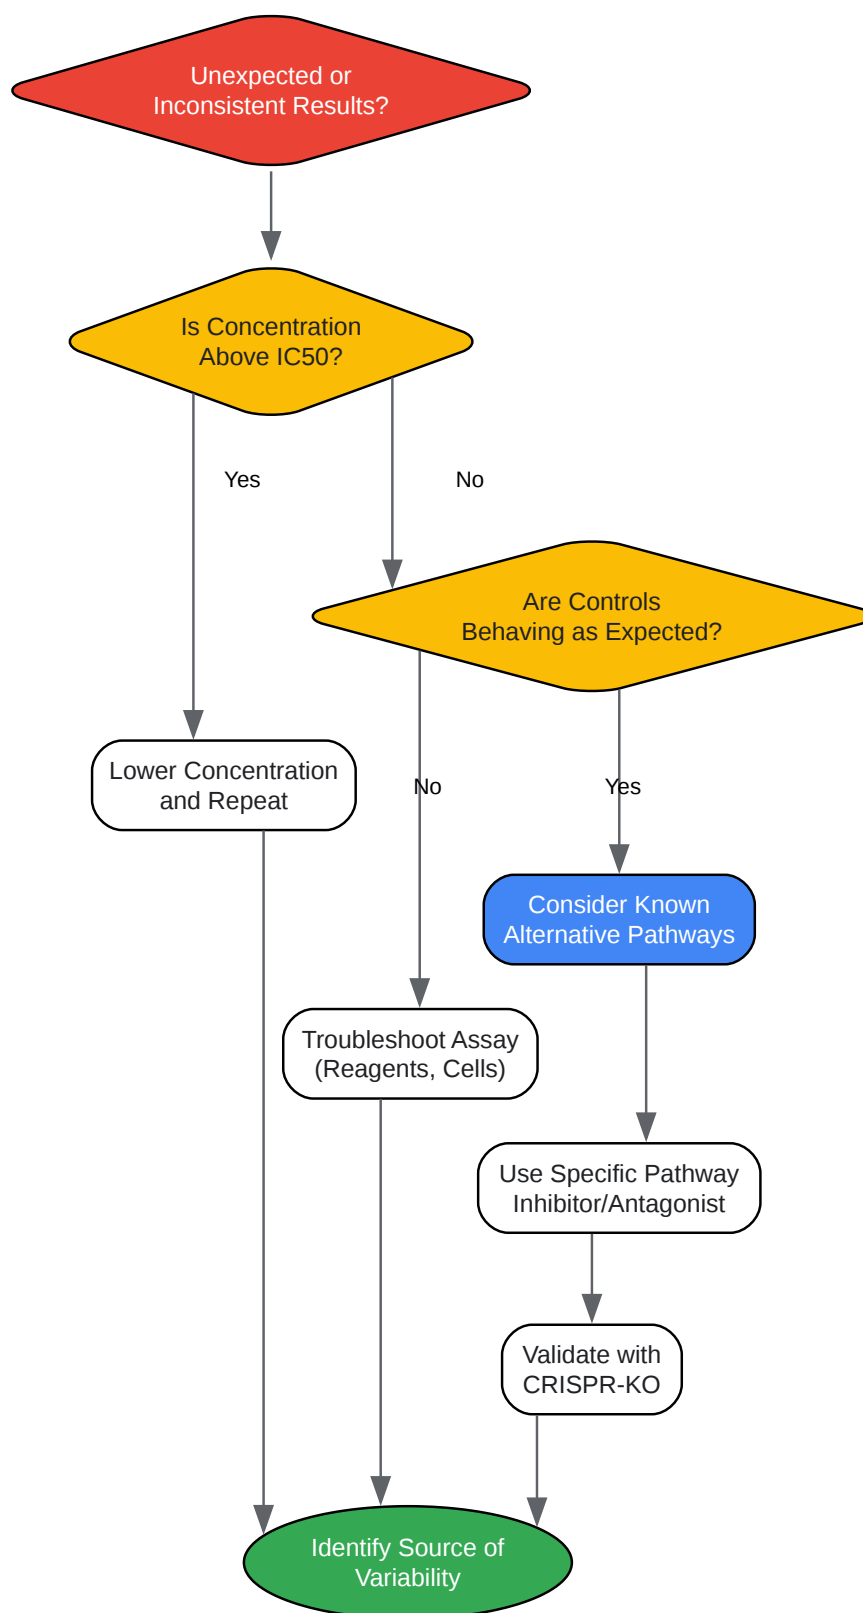 Unexpected or
Inconsistent Results?
Is Concentration
Above IC50?
Yes
No
Are Controls
Behaving as Expected?
Lower Concentration
and Repeat
No
Yes
Consider Known
Alternative Pathways
Troubleshoot Assay
(Reagents, Cells)
Use Specific Pathway
Inhibitor/Antagonist
Validate with
CRISPR-KO
Identify Source of
Variability